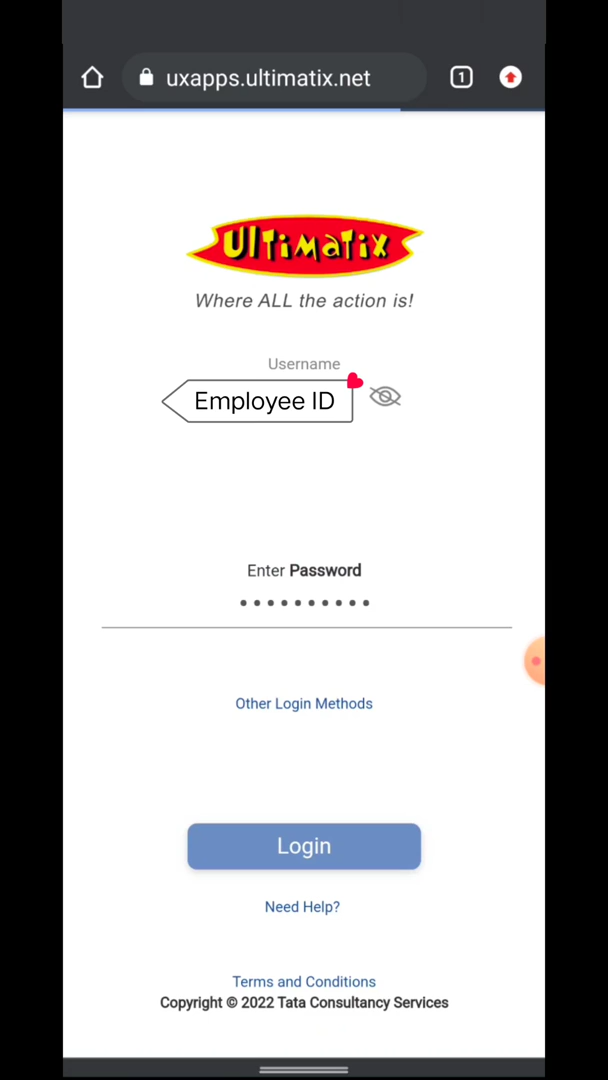 uxapps.ultimatix.net
1
UltiMatix
Where ALL the action is!
Username
Employee ID
Enter Password
Other Login Methods
Login
Need Help?
Terms and Conditions
Copyright © 2022 Tata Consultancy Services